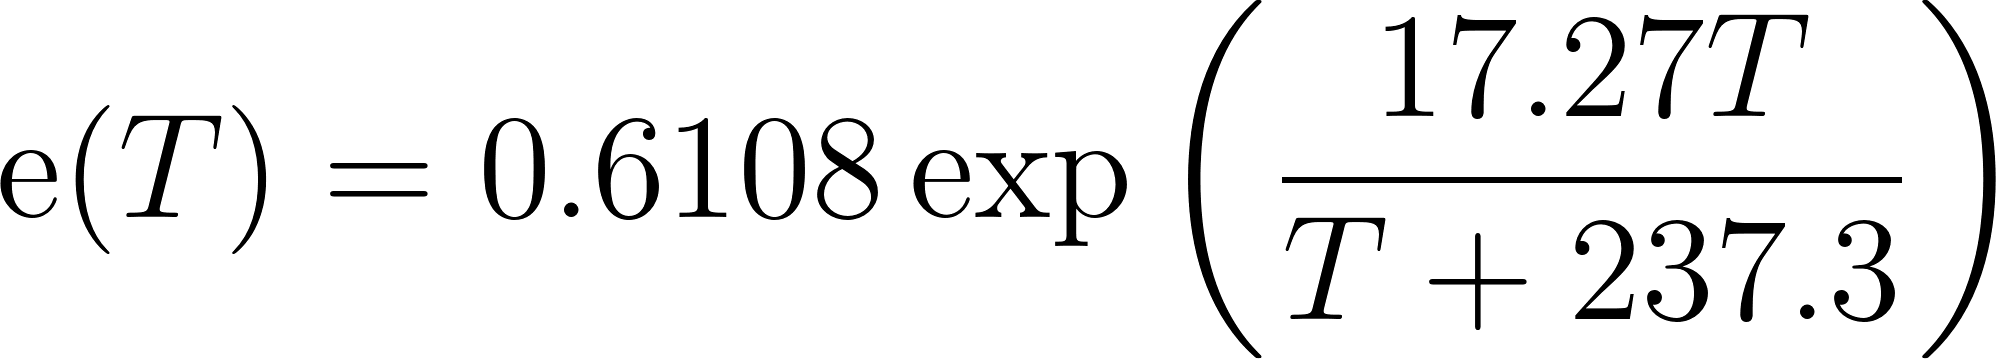 e(T) = 0.6108 exp(17.27T / (T + 237.3))